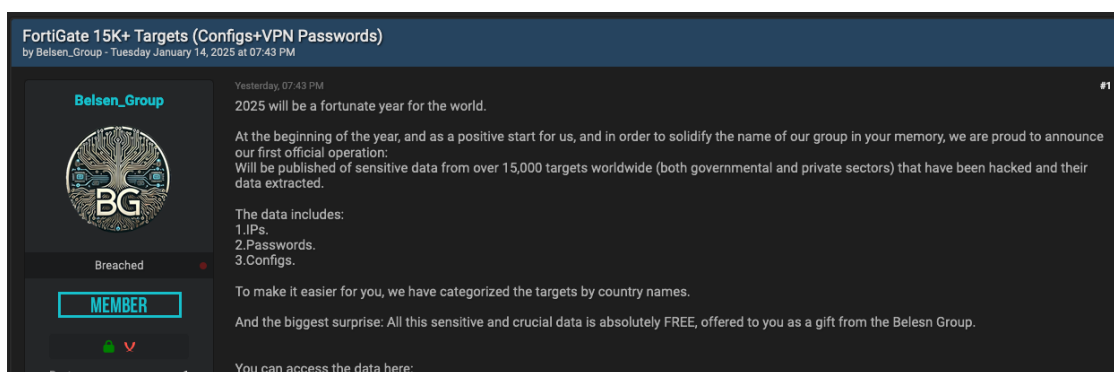 FortiGate 15K+ Targets (Configs+VPN Passwords)
by Belsen_Group - Tuesday January 14, 2025 at 07:43 PM
Belsen_Group
BG
Breached
MEMBER
Yesterday, 07:43 PM
#1
2025 will be a fortunate year for the world.
At the beginning of the year, and as a positive start for us, and in order to solidify the name of our group in your memory, we are proud to announce
our first official operation:
Will be published of sensitive data from over 15,000 targets worldwide (both governmental and private sectors) that have been hacked and their
data extracted.
The data includes:
1.IPs.
2.Passwords.
3.Configs.
To make it easier for you, we have categorized the targets by country names.
And the biggest surprise: All this sensitive and crucial data is absolutely FREE, offered to you as a gift from the Belesn Group.
You can access the data here: